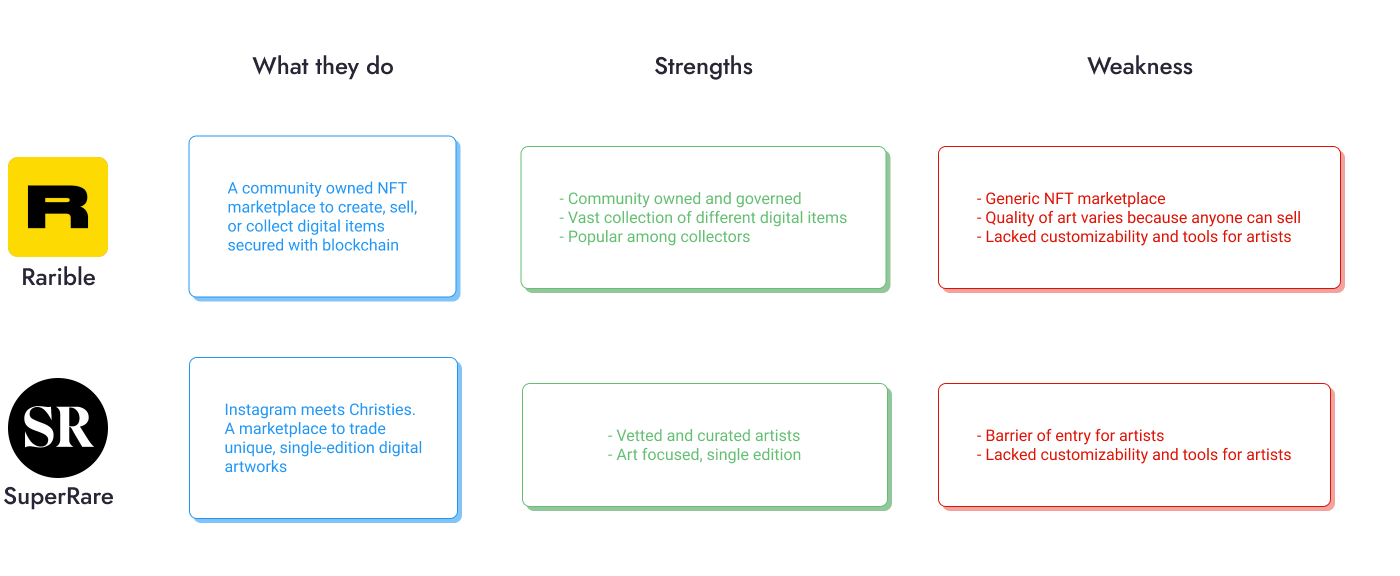 What they do
Strengths
Weakness
R
Rarible
A community owned NFT
marketplace to create, sell,
or collect digital items
secured with blockchain
- Community owned and governed
- Vast collection of different digital items
- Popular among collectors
- Generic NFT marketplace
- Quality of art varies because anyone can sell
- Lacked customizability and tools for artists
SR
SuperRare
Instagram meets Christies.
A marketplace to trade
unique, single-edition digital
artworks
- Vetted and curated artists
- Art focused, single edition
- Barrier of entry for artists
- Lacked customizability and tools for artists